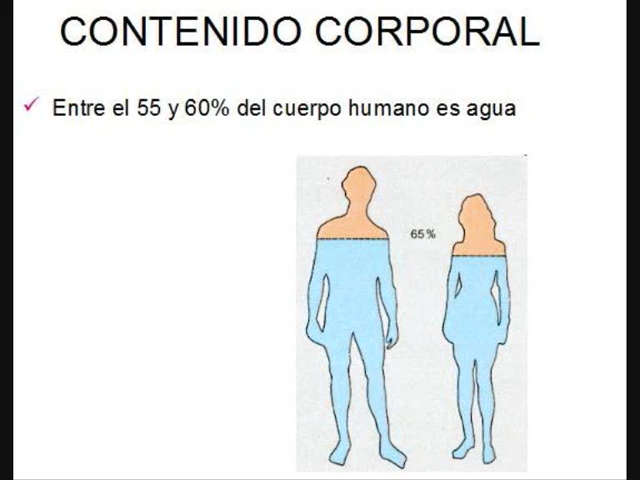 CONTENIDO CORPORAL
Entre el 55 y 60% del cuerpo humano es agua
65%